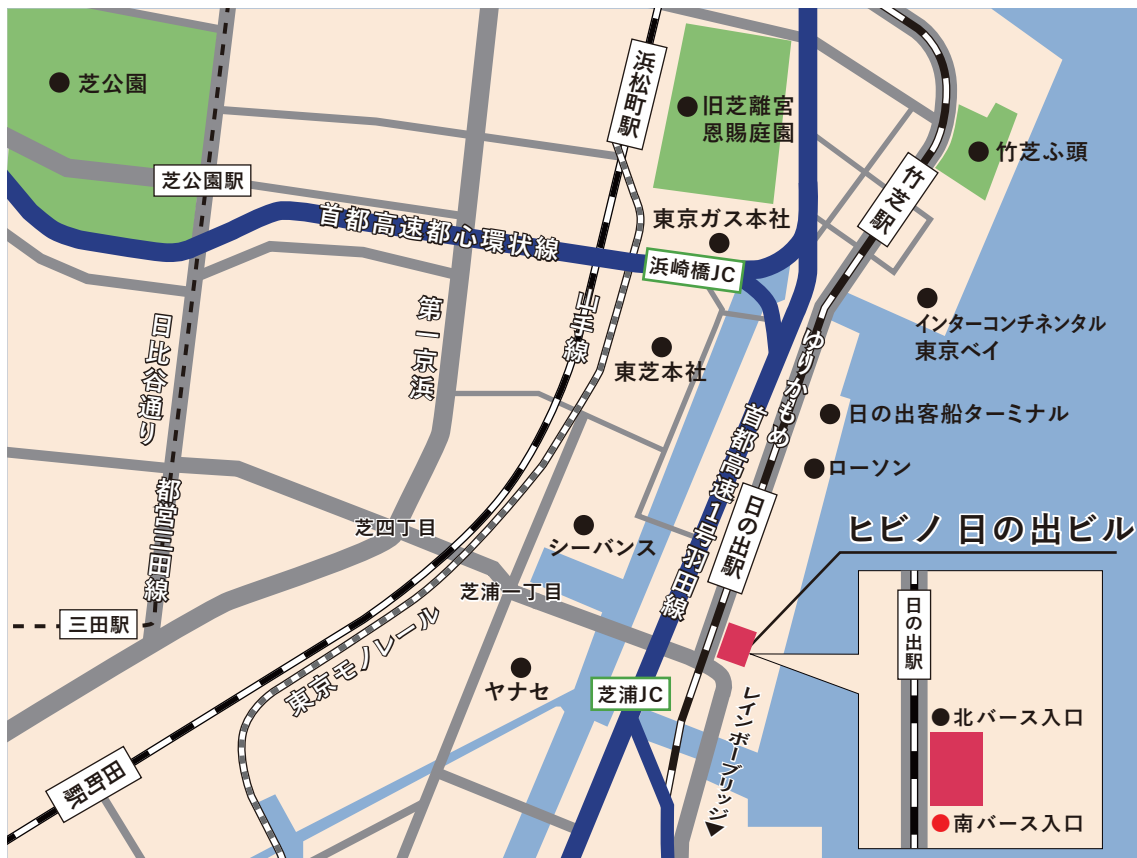 芝公園
浜松町駅
旧芝離宮
恩賜庭園
竹芝ふ頭
芝公園駅
竹芝駅
首都高速都心環状線
東京ガス本社
浜崎橋JC
山手線
第一京浜
日比谷通り
インターコンチネンタル
東京ベイ
東芝本社
ゆりかもめ
首都高速1号羽田線
日の出客船ターミナル
ローソン
都営三田線
芝四丁目
シーバンス
日の出駅
ヒビノ 日の出ビル
芝浦一丁目
三田駅
東京モノレール
ヤナセ
芝浦JC
レインボーブリッジ
田町駅
日の出駅
北バース入口
南バース入口